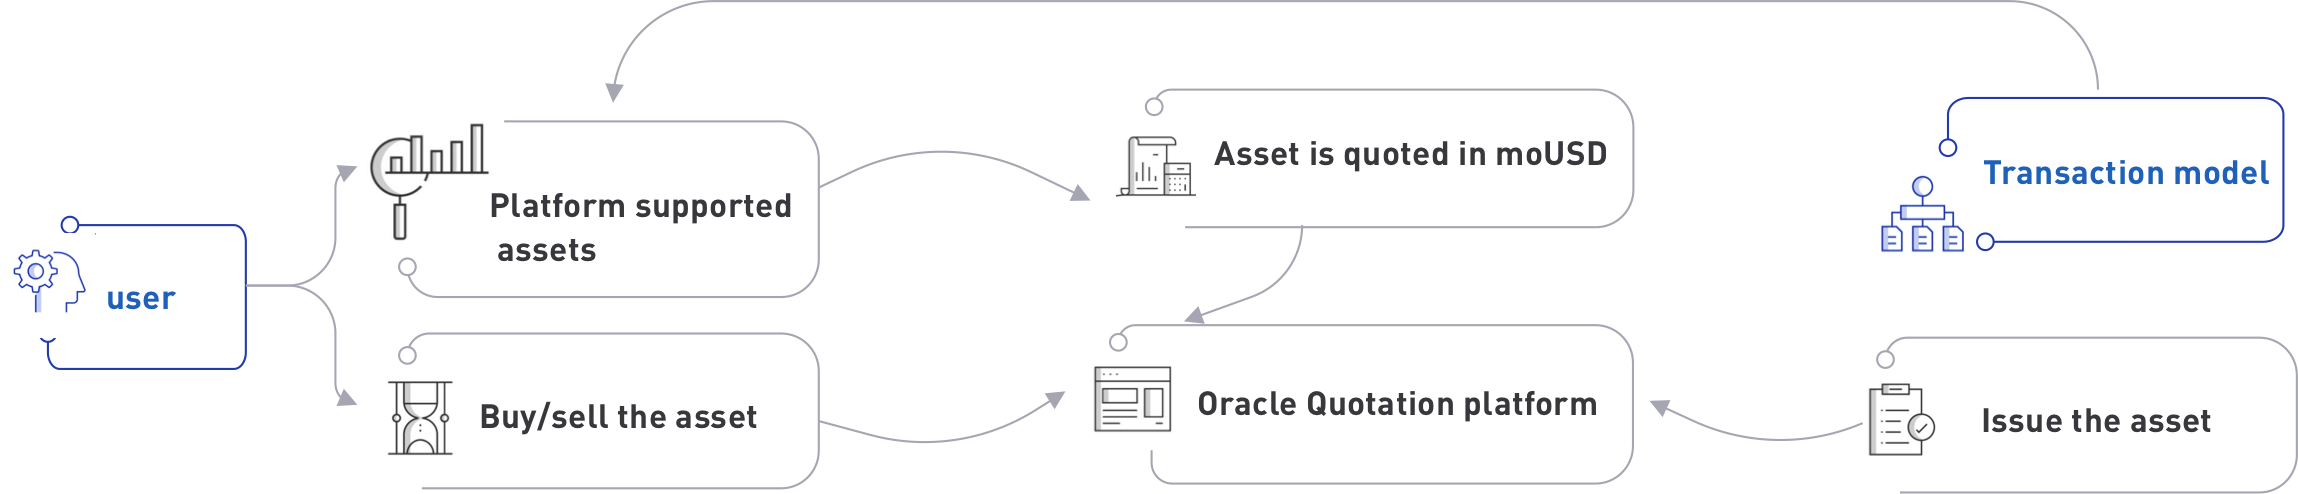 user
Platform supported
assets
Buy/sell the asset
Asset is quoted in moUSD
Oracle Quotation platform
Transaction model
Issue the asset